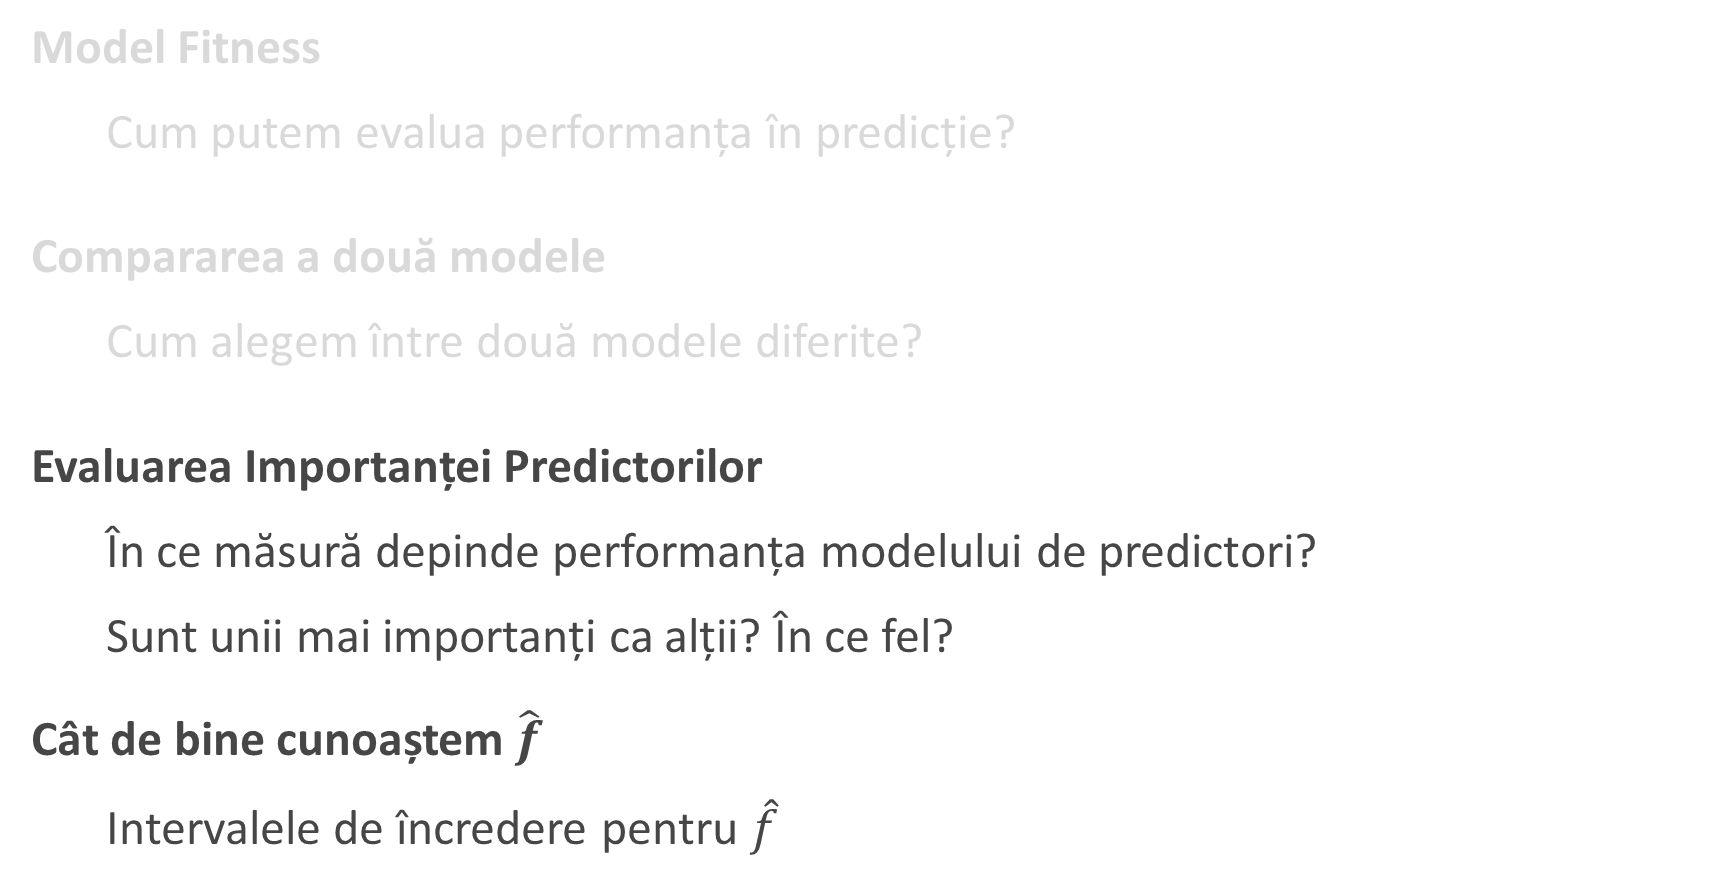 Model Fitness
Cum putem evalua performanța în predicție?
Compararea a două modele
Cum alegem între două modele diferite?
Evaluarea Importanței Predictorilor
În ce măsură depinde performanța modelului de predictori?
Sunt unii mai importanți ca alții? În ce fel?
Cât de bine cunoaștem f̂
Intervalele de încredere pentru f̂